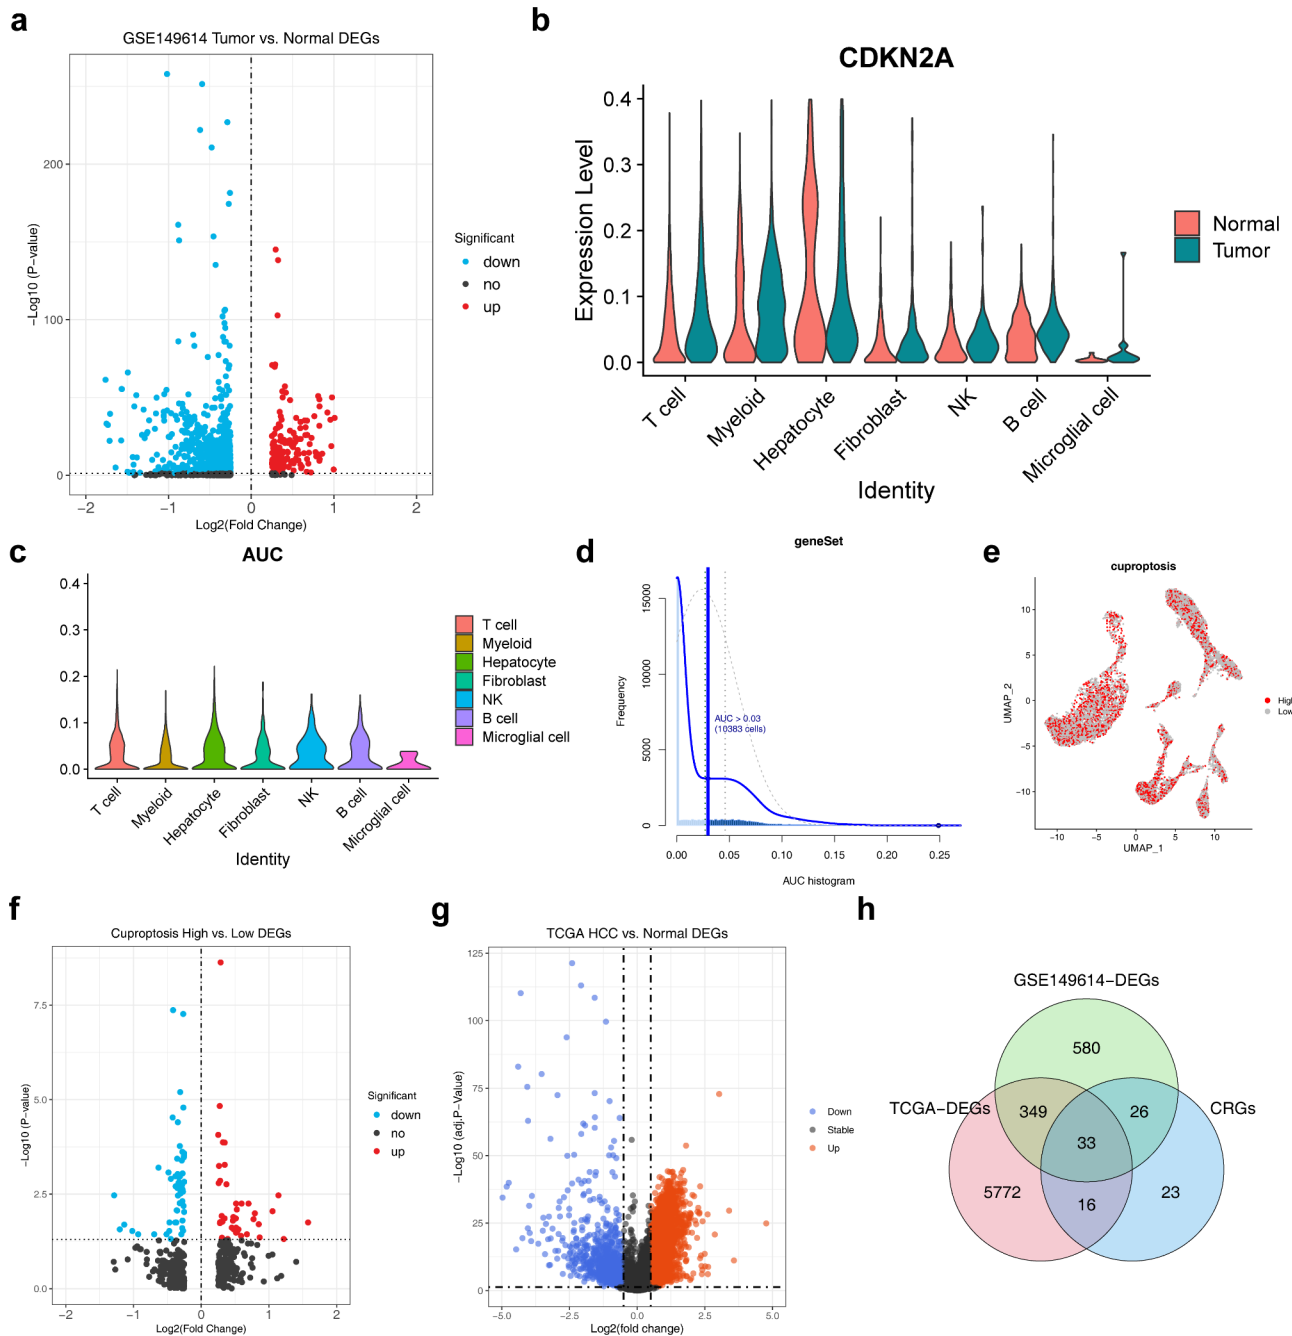 a
GSE149614 Tumor vs. Normal DEGs
−Log10 (P−value)
200
100
0
−2
−1
0
1
2
Log2(Fold Change)
Significant
down
no
up
b
CDKN2A
Expression Level
0.4
0.3
0.2
0.1
0.0
T cell
Myeloid
Hepatocyte
Fibroblast
NK
B cell
Microglial cell
Identity
Normal
Tumor
c
AUC
0.4
0.3
0.2
0.1
0.0
T cell
Myeloid
Hepatocyte
Fibroblast
NK
B cell
Microglial cell
Identity
T cell
Myeloid
Hepatocyte
Fibroblast
NK
B cell
Microglial cell
d
geneSet
Frequency
15000
10000
5000
0
AUC > 0.03
(10383 cells)
0.00
0.05
0.10
0.15
0.20
0.25
AUC histogram
e
cuproptosis
UMAP_2
10
5
0
−5
−10
−10
−5
0
5
10
UMAP_1
High
Low
f
Cuproptosis High vs. Low DEGs
−Log10 (P−value)
7.5
5.0
2.5
0.0
−2
−1
0
1
2
Log2(Fold Change)
Significant
down
no
up
g
TCGA HCC vs. Normal DEGs
−Log10 (adj.P−Value)
125
100
75
50
25
0
−5.0
−2.5
0.0
2.5
5.0
Log2(fold change)
Down
Stable
Up
h
GSE149614−DEGs
580
TCGA−DEGs
349
26
CRGs
33
5772
16
23